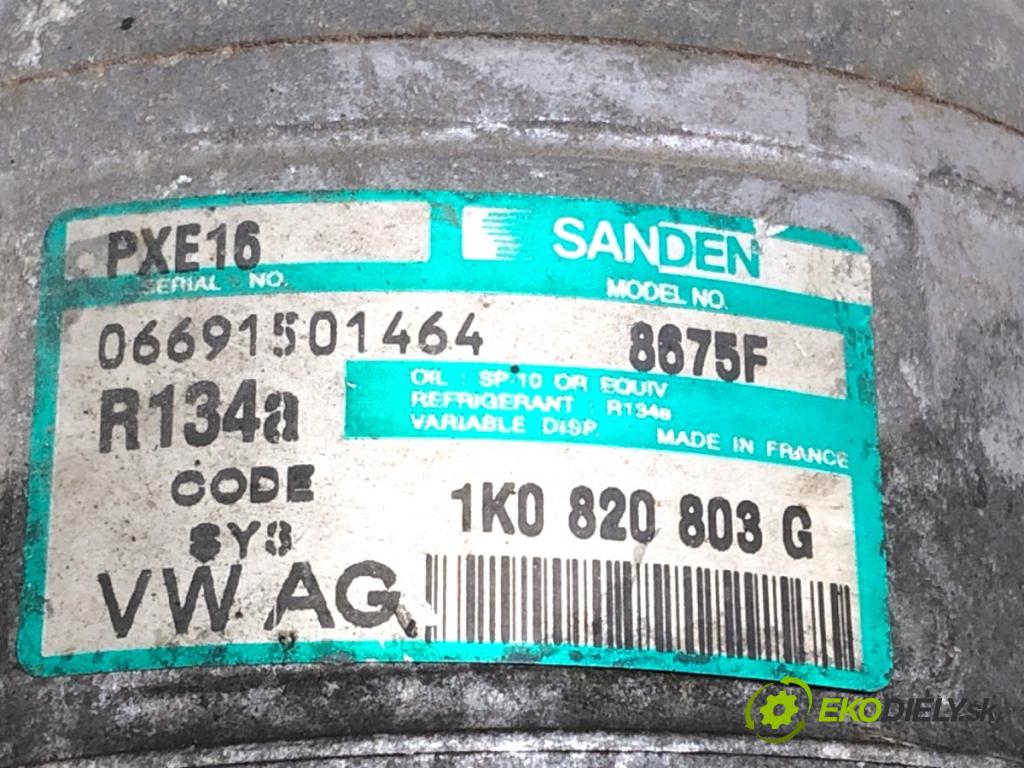 PXE16
SANDEN
SERIAL NO.
MODEL NO.
06691501464
8675F
R134a
OIL : SP-10 OR EQUIV
REFRIGERANT : R134a
VARIABLE DISP.
MADE IN FRANCE
CODE
1K0 820 803 G
VW AG
EKODIELY.sk